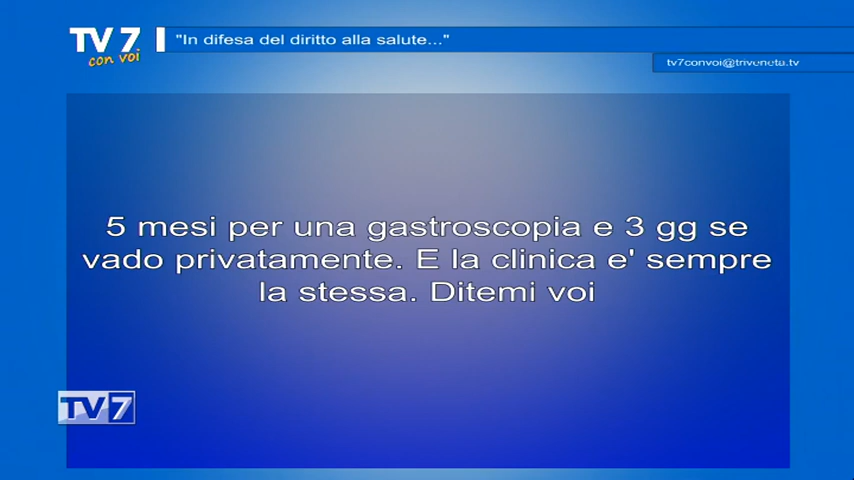 TV7
con voi
"In difesa del diritto alla salute..."
tv7convoi@triveneta.tv
5 mesi per una gastroscopia e 3 gg se
vado privatamente. E la clinica e' sempre
la stessa. Ditemi voi
TV7